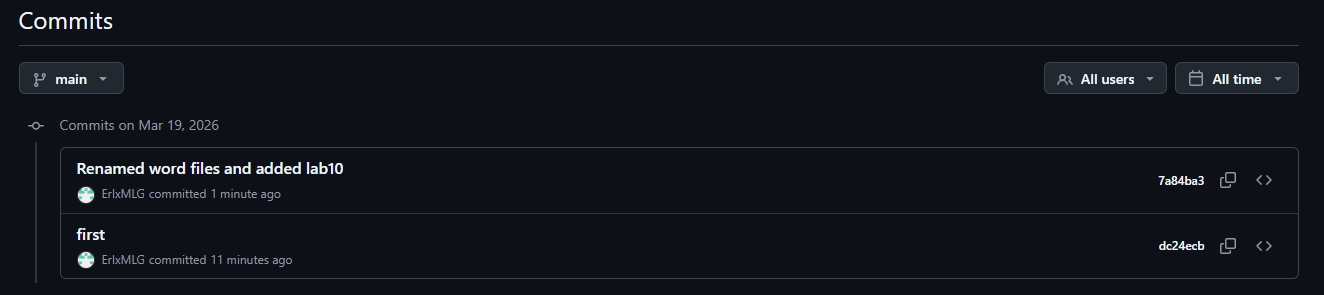 Commits
main
All users
All time
Commits on Mar 19, 2026
Renamed word files and added lab10
ErlxMLG committed 1 minute ago
7a84ba3
first
ErlxMLG committed 11 minutes ago
dc24ecb